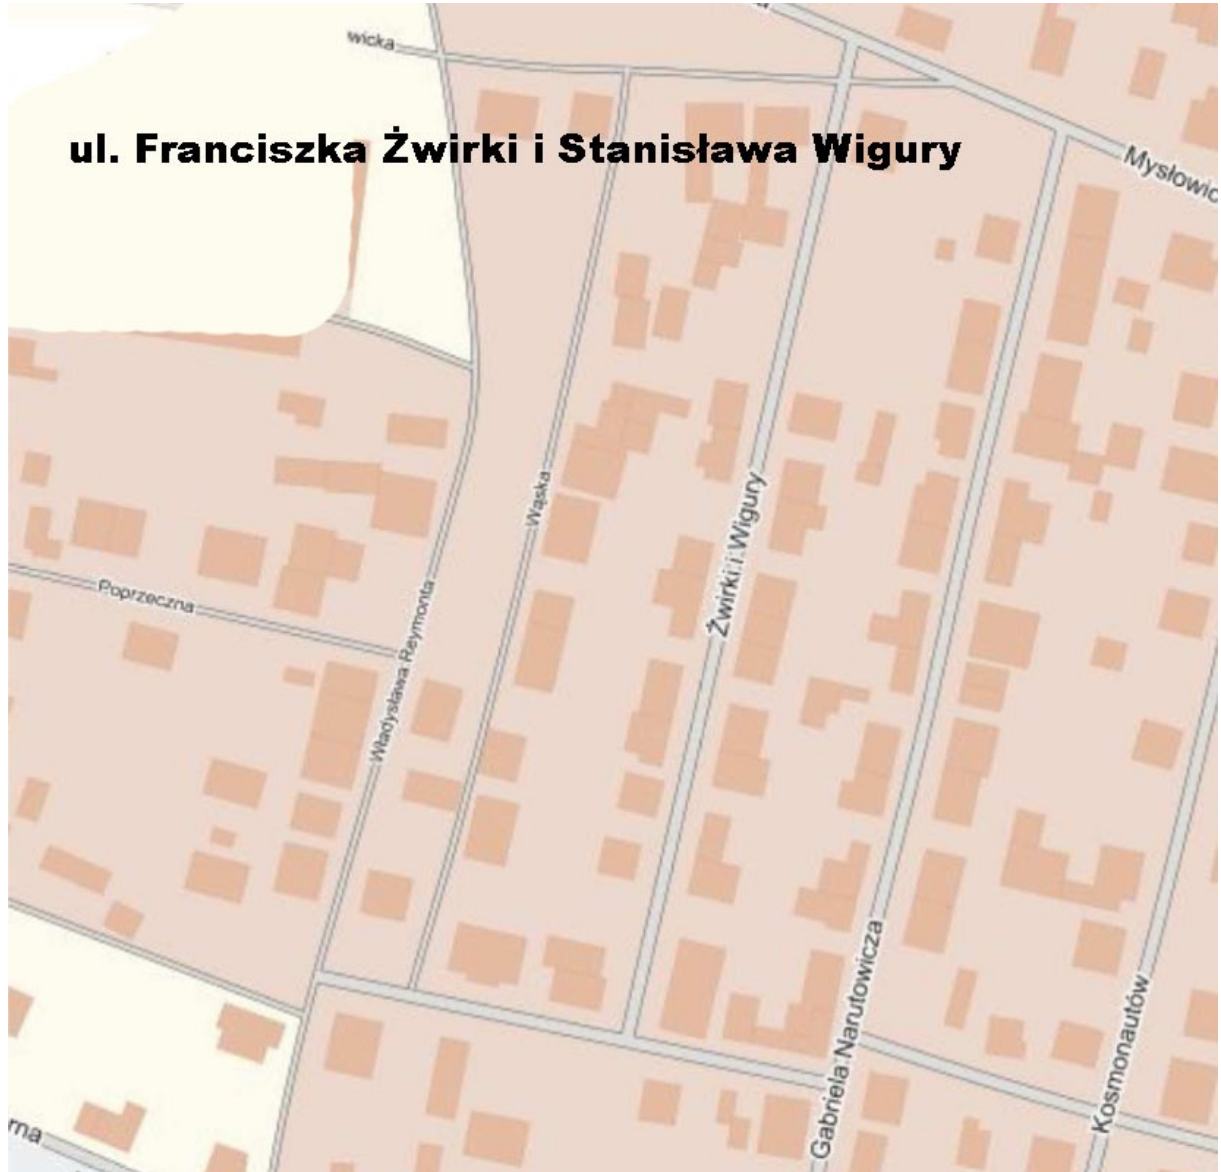 wicka
ul. Franciszka Żwirki i Stanisława Wigury
Mysłowic
Wąska
Żwirki i Wigury
Poprzeczna
Władysława Reymonta
Gabriela Narutowicza
Kosmonautów
rna